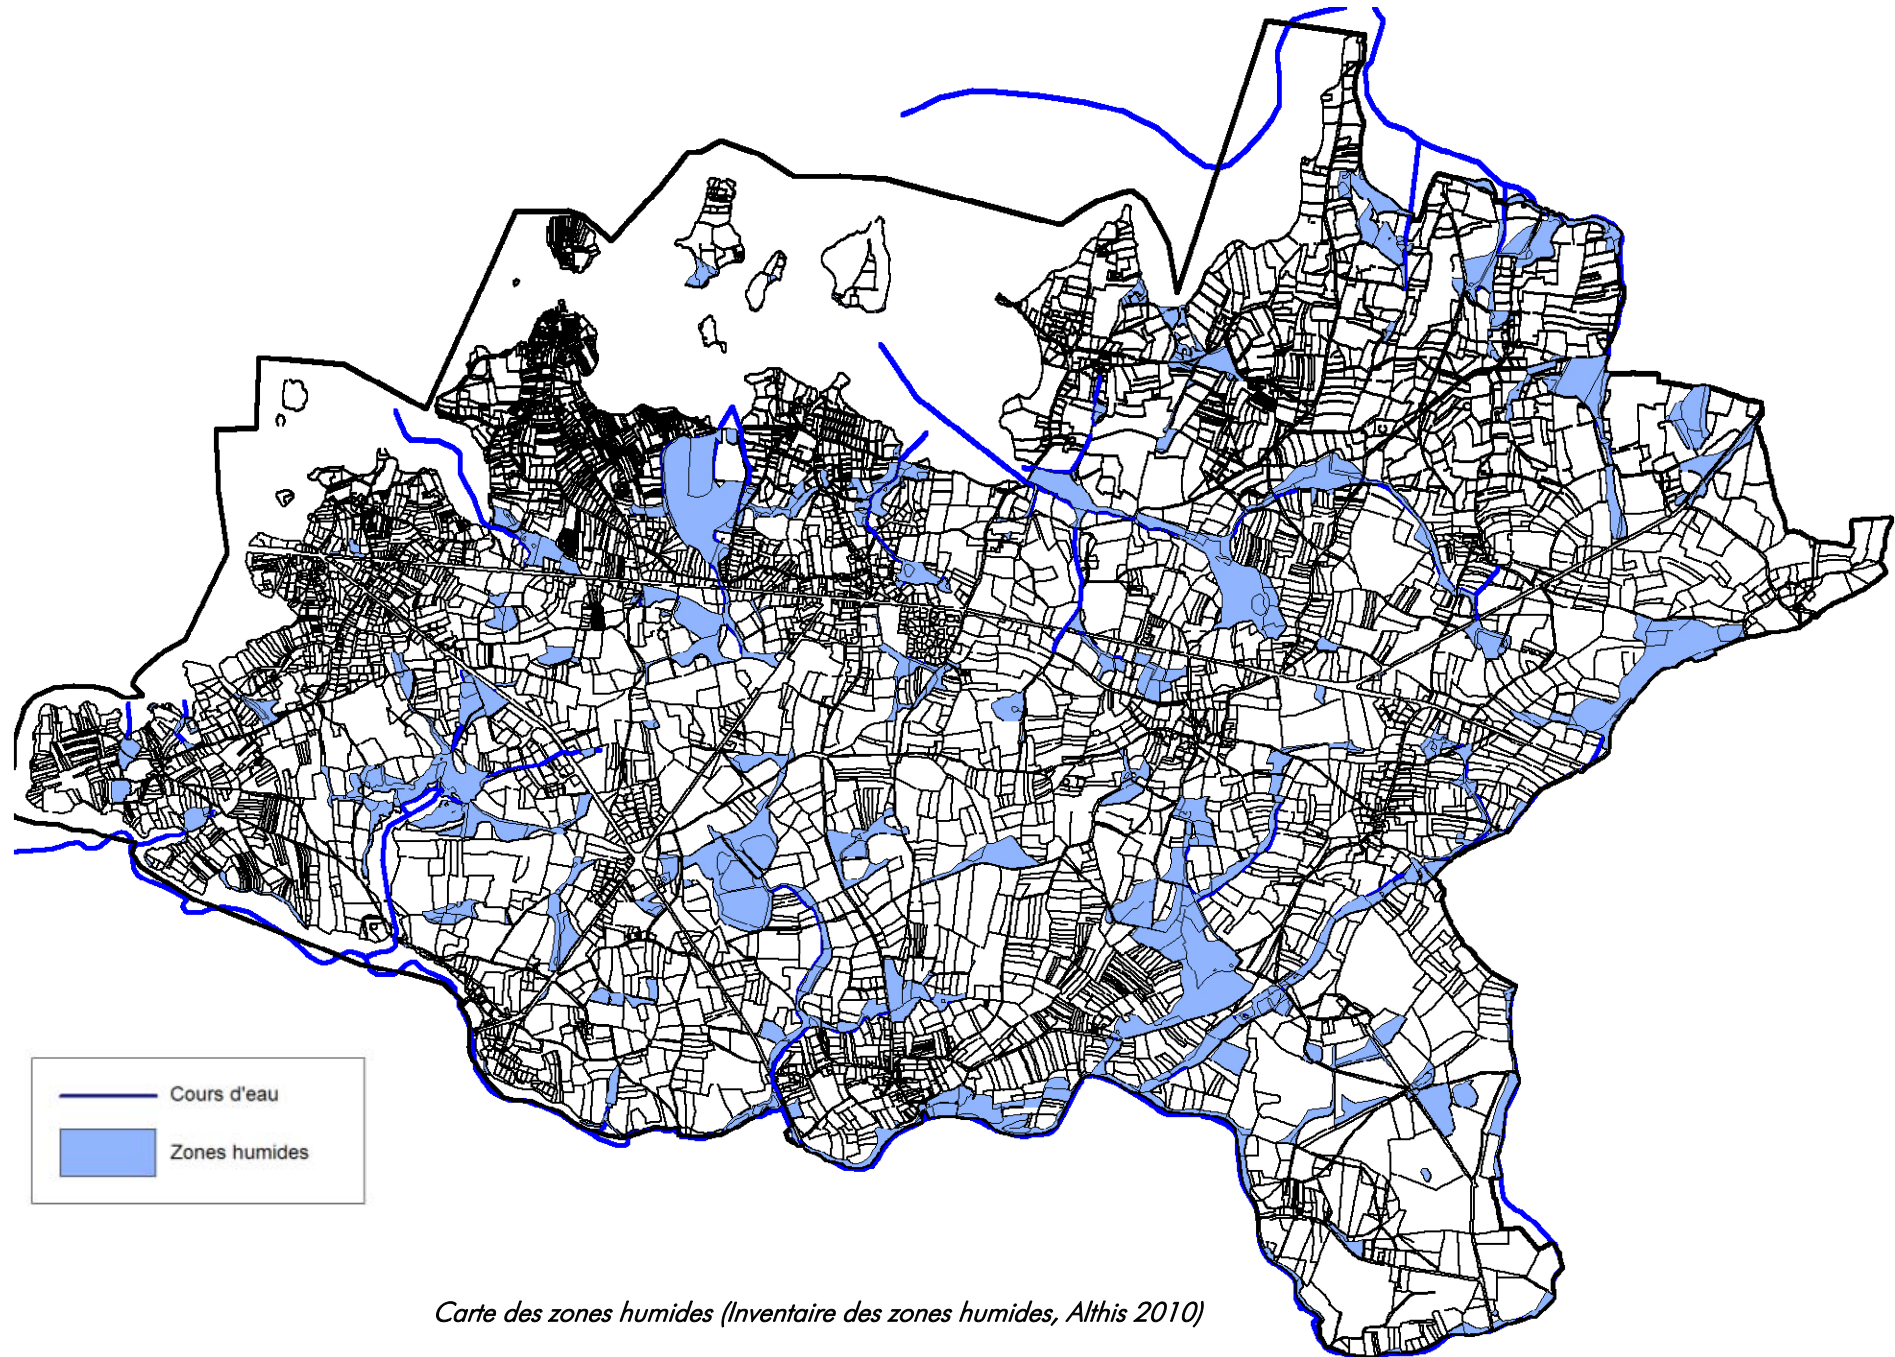 Cours d'eau
Zones humides
Carte des zones humides (Inventaire des zones humides, Althis 2010)